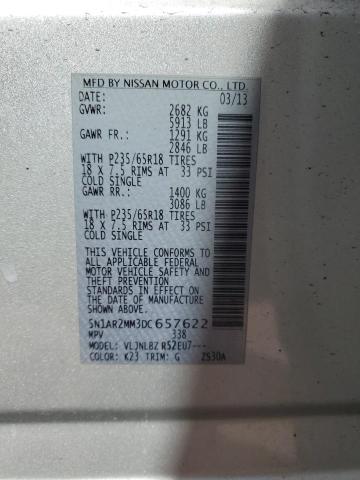 MFD BY NISSAN MOTOR CO., LTD.
DATE: 03/13
GVWR: 2682 KG
5913 LB
GAWR FR.: 1291 KG
2846 LB
WITH P235/65R18 TIRES
18 X 7.5 RIMS AT 33 PSI
COLD SINGLE
GAWR RR.: 1400 KG
3086 LB
WITH P235/65R18 TIRES
18 X 7.5 RIMS AT 33 PSI
COLD SINGLE
THIS VEHICLE CONFORMS TO
ALL APPLICABLE FEDERAL
MOTOR VEHICLE SAFETY
AND THEFT PREVENTION
STANDARDS IN EFFECT ON
THE DATE OF MANUFACTURE
SHOWN ABOVE.
5N1AR2MM3DC657622
MPV 338
MODEL: VLJNLBZ R52EU7---
COLOR: K23 TRIM: G ZS30A